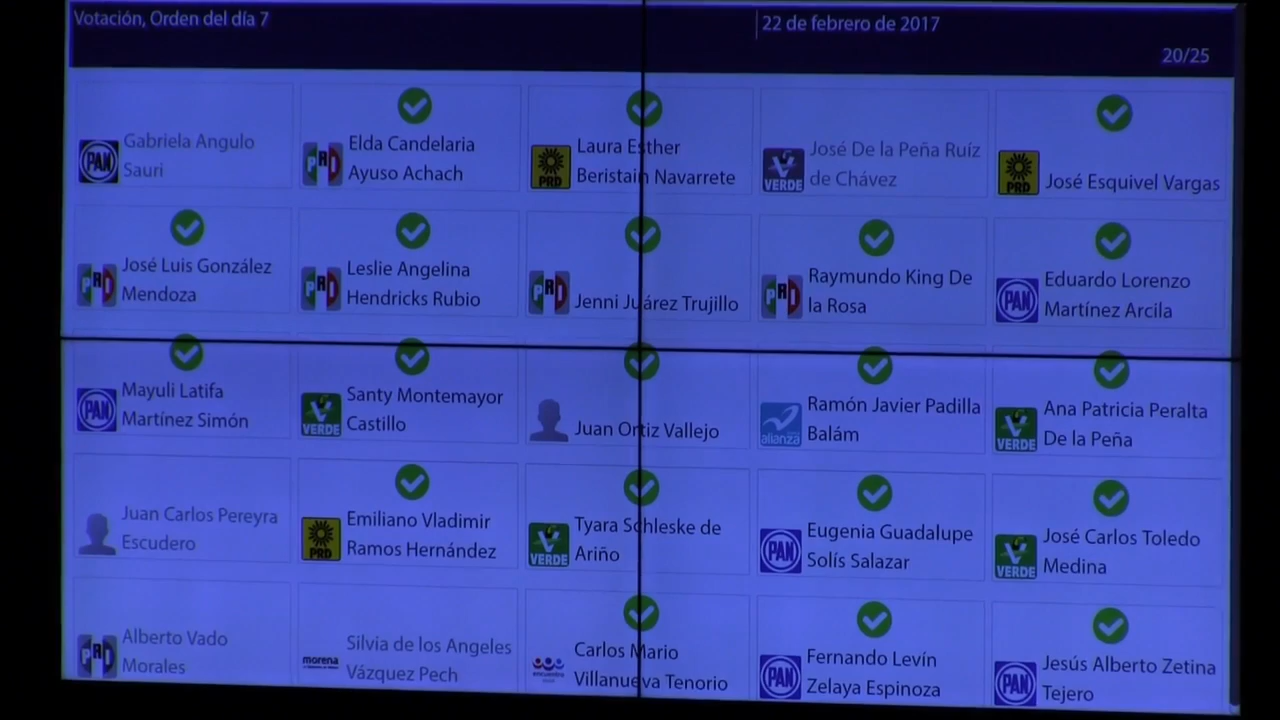 Votación, Orden del día 7
22 de febrero de 2017
20/25
PAN
Gabriela Angulo
Sauri
PRD
Elda Candelaria
Ayuso Achach
PRD
Laura Esther
Beristain Navarrete
VERDE
José De la Peña Ruíz
de Chávez
PRD
José Esquivel Vargas
PRD
José Luis González
Mendoza
PRD
Leslie Angelina
Hendricks Rubio
PRD
Jenni Juárez Trujillo
PRD
Raymundo King De
la Rosa
PAN
Eduardo Lorenzo
Martínez Arcila
PAN
Mayuli Latifa
Martínez Simón
VERDE
Santy Montemayor
Castillo
Juan Ortiz Vallejo
alianza
Ramón Javier Padilla
Balám
VERDE
Ana Patricia Peralta
De la Peña
Juan Carlos Pereyra
Escudero
PRD
Emiliano Vladimir
Ramos Hernández
VERDE
Tyara Schleske de
Ariño
PAN
Eugenia Guadalupe
Solís Salazar
VERDE
José Carlos Toledo
Medina
PRD
Alberto Vado
Morales
morena
Silvia de los Angeles
Vázquez Pech
encuentro
Carlos Mario
Villanueva Tenorio
PAN
Fernando Levín
Zelaya Espinoza
PAN
Jesús Alberto Zetina
Tejero